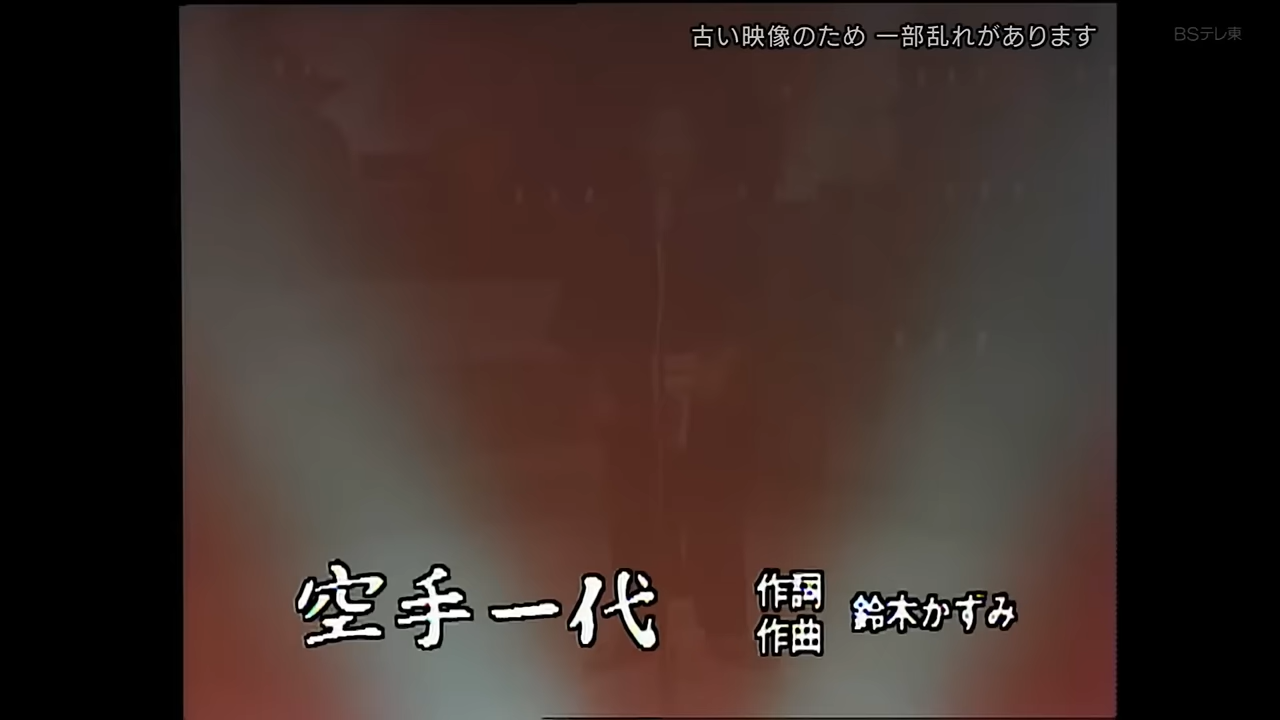 古い映像のため 一部乱れがあります
BSテレ東
空手一代
作詞
作曲
鈴木かずみ